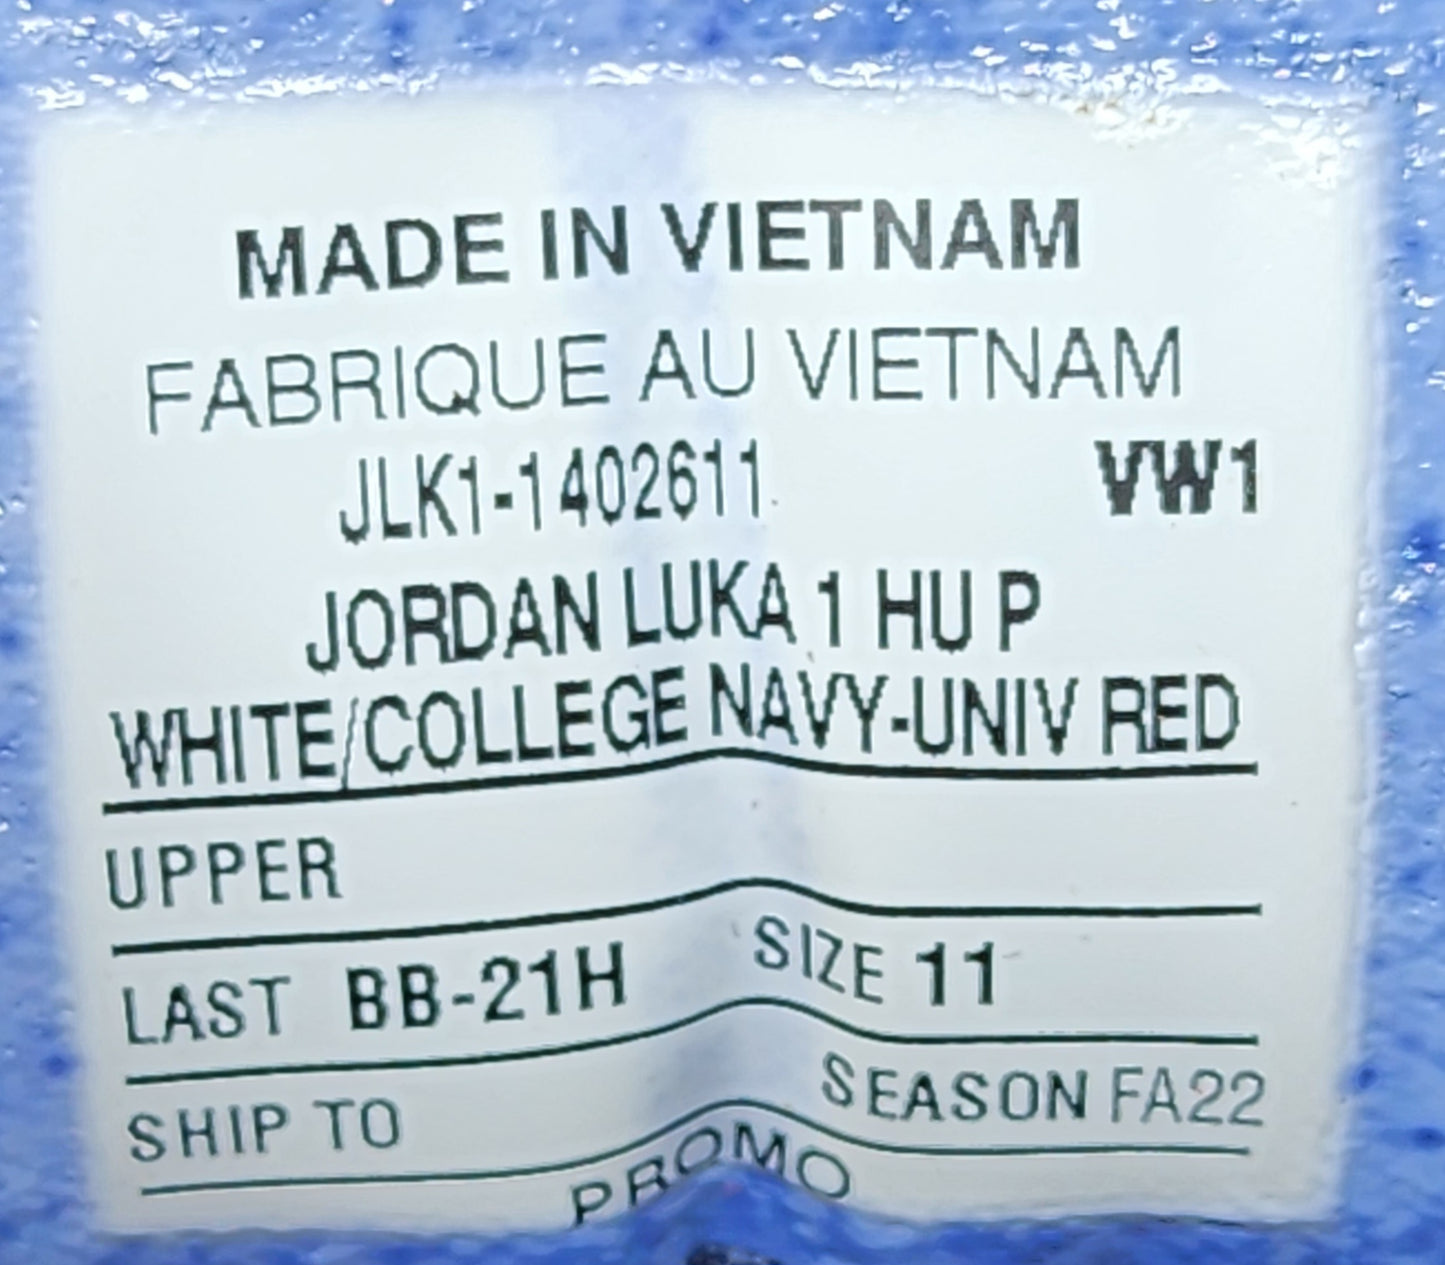 MADE IN VIETNAM
FABRIQUE AU VIETNAM
JLK1-1402611 VW1
JORDAN LUKA 1 HU P
WHITE/COLLEGE NAVY-UNIV RED
UPPER
LAST BB-21H SIZE 11
SHIP TO SEASON FA22
PROMO